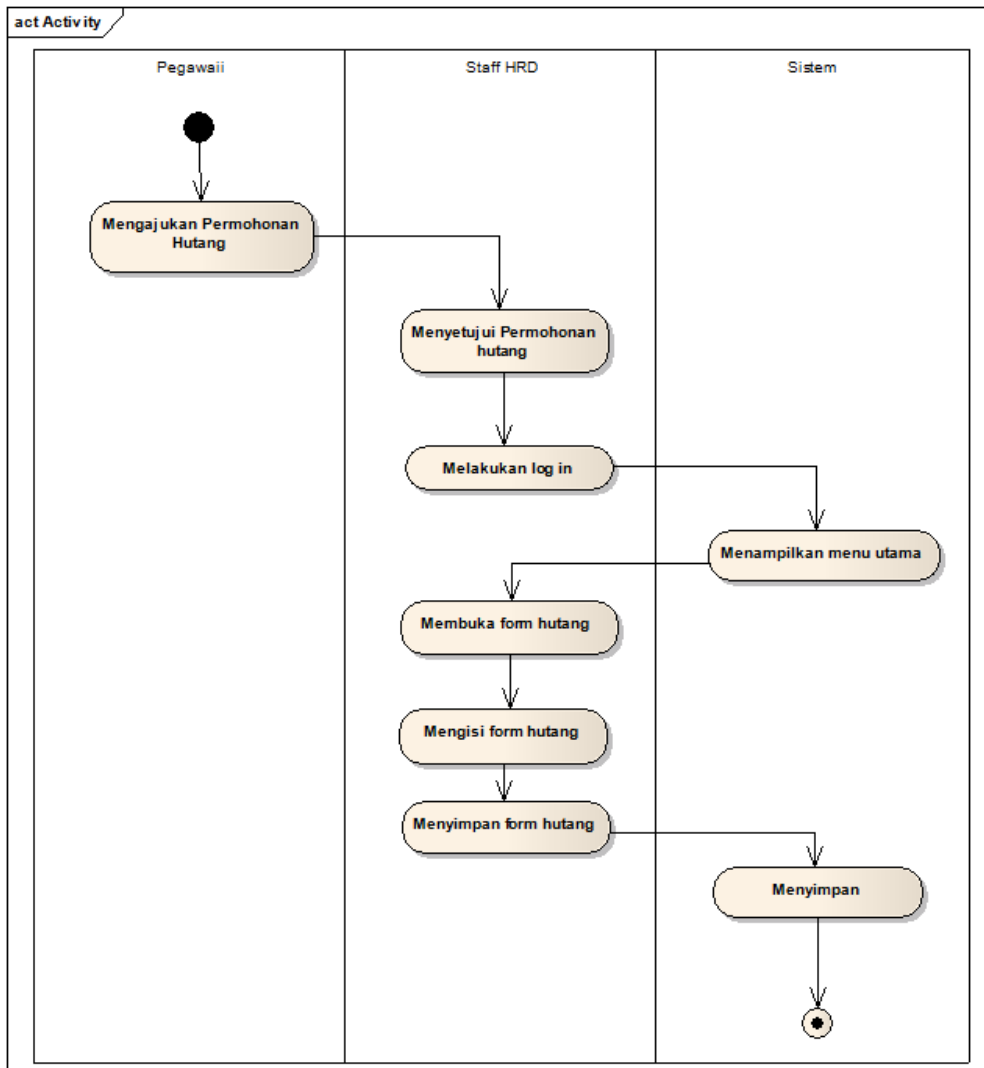 act Activity
Pegawaii
Staff HRD
Sistem
Mengajukan Permohonan
Hutang
Menyetujui Permohonan
hutang
Melakukan log in
Menampilkan menu utama
Membuka form hutang
Mengisi form hutang
Menyimpan form hutang
Menyimpan